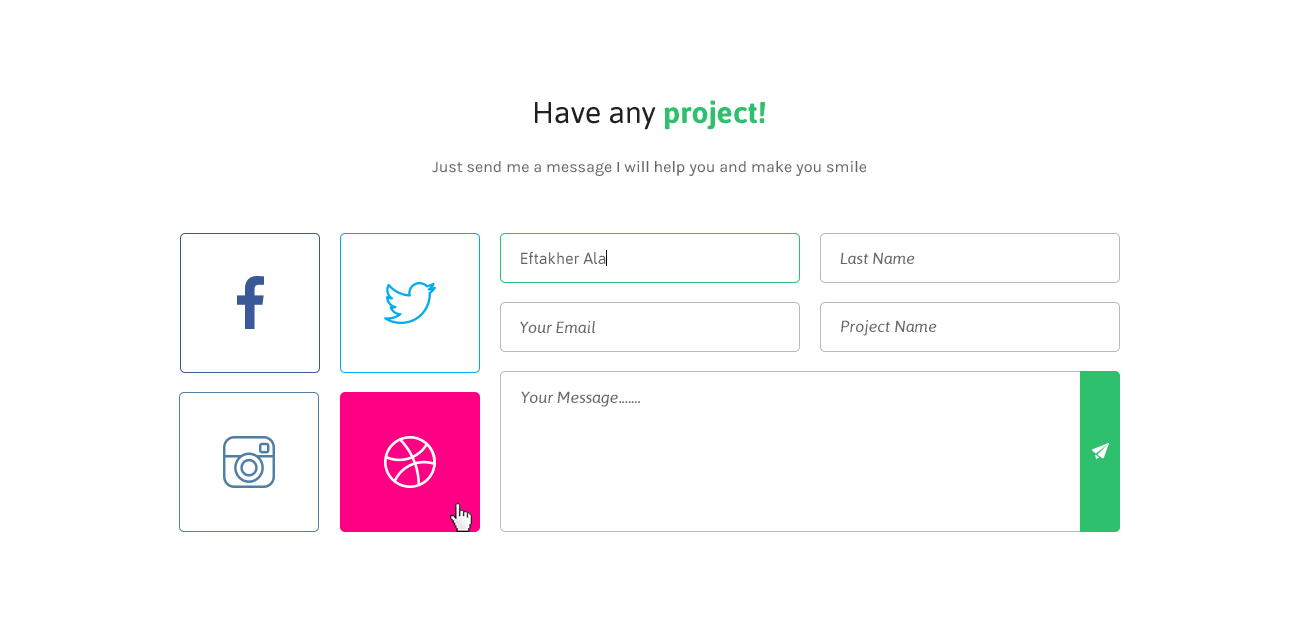 Have any project!
Just send me a message I will help you and make you smile
Eftakher Ala
Last Name
Your Email
Project Name
Your Message.......